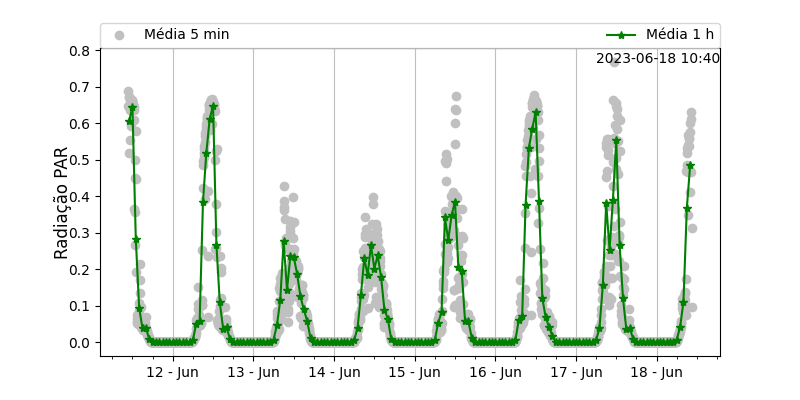 Média 5 min
Média 1 h
2023-06-18 10:40
Radiação PAR
0.8
0.7
0.6
0.5
0.4
0.3
0.2
0.1
0.0
12 - Jun
13 - Jun
14 - Jun
15 - Jun
16 - Jun
17 - Jun
18 - Jun